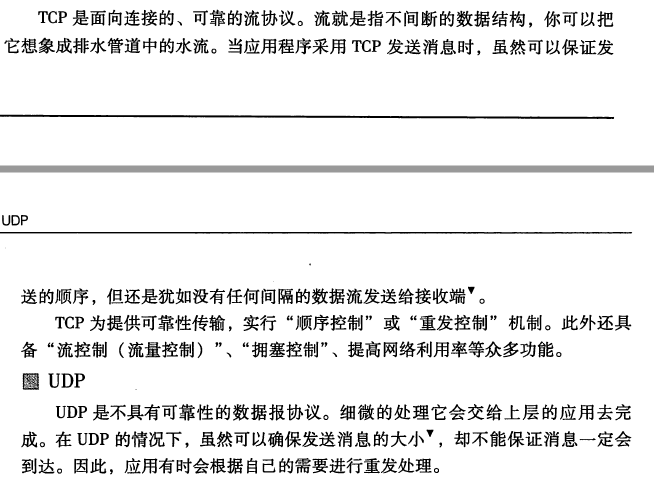 TCP 是面向连接的、可靠的流协议。流就是指不间断的数据结构，你可以把
它想象成排水管道中的水流。当应用程序采用 TCP 发送消息时，虽然可以保证发
UDP
送的顺序，但还是犹如没有任何间隔的数据流发送给接收端▼。
TCP 为提供可靠性传输，实行“顺序控制”或“重发控制”机制。此外还具
备“流控制（流量控制）”、“拥塞控制”、提高网络利用率等众多功能。
UDP
UDP 是不具有可靠性的数据报协议。细微的处理它会交给上层的应用去完
成。在 UDP 的情况下，虽然可以确保发送消息的大小▼，却不能保证消息一定会
到达。因此，应用有时会根据自己的需要进行重发处理。